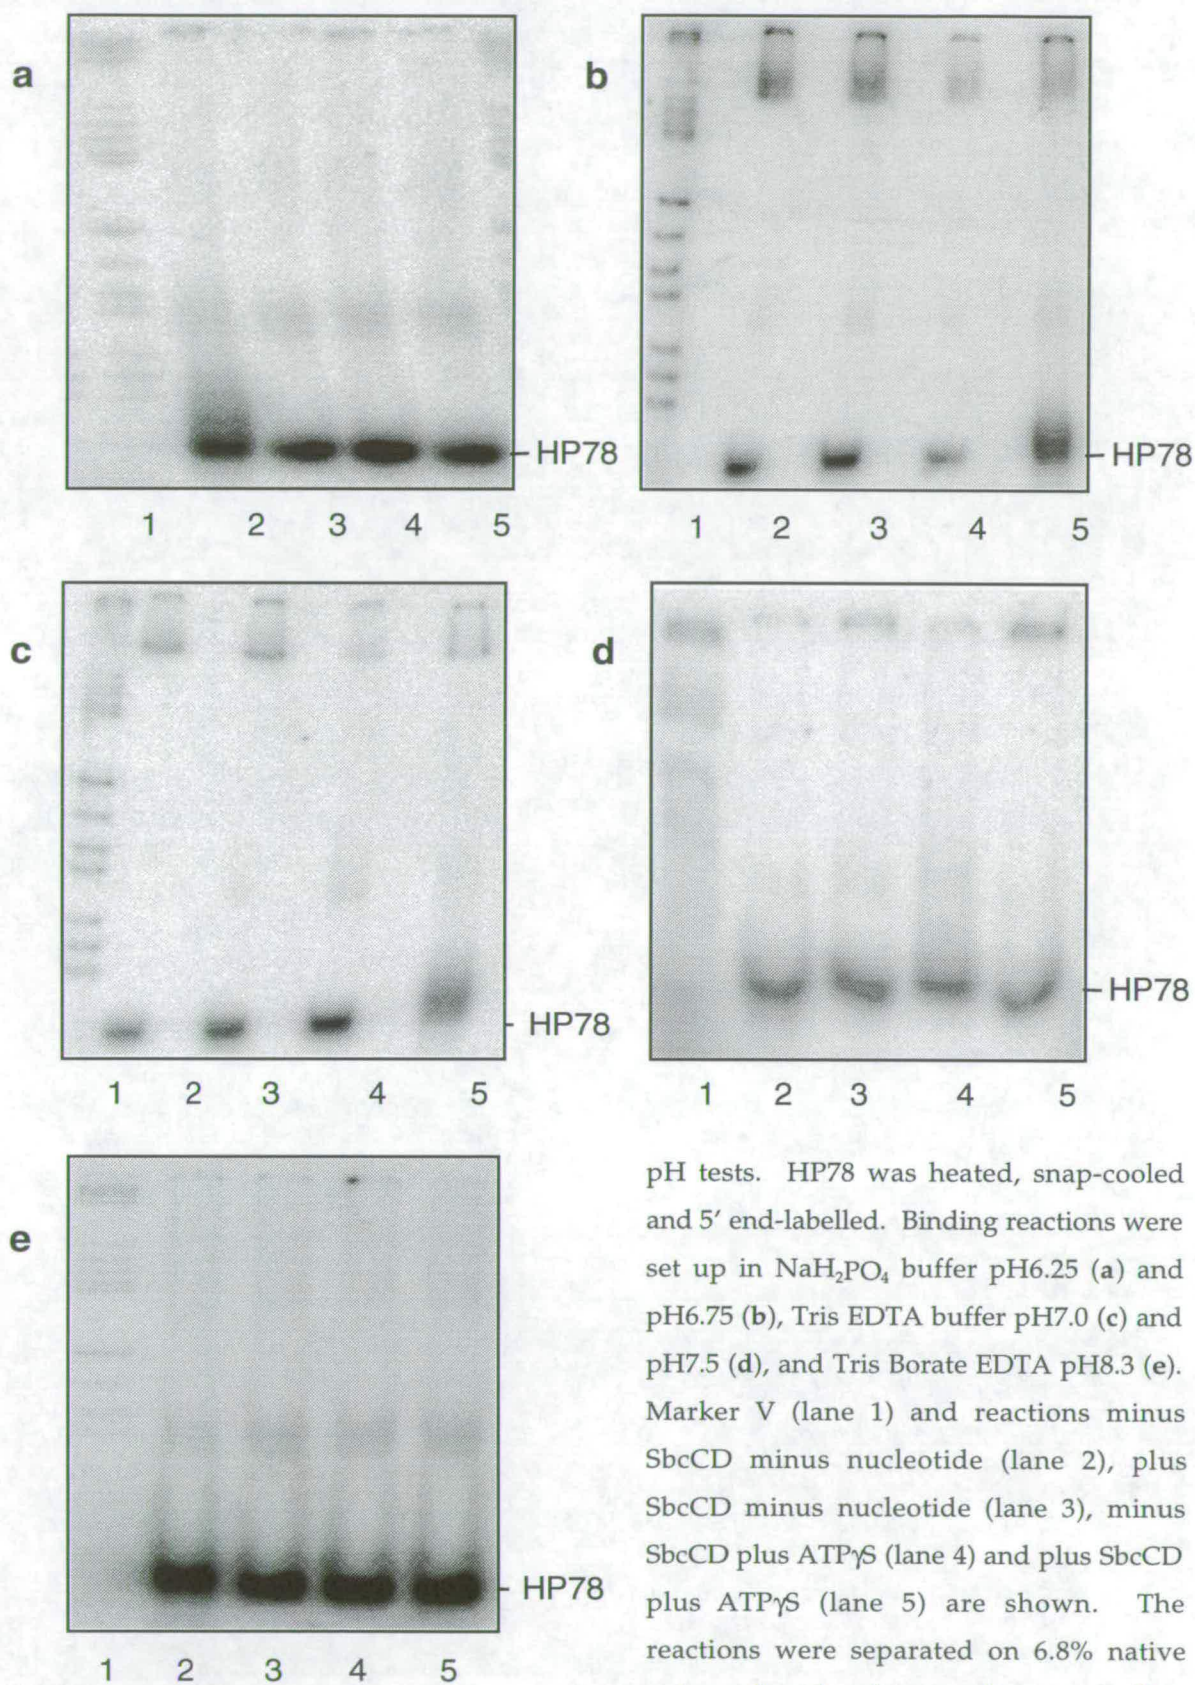 a
b
HP78
HP78
1 2 3 4 5
1 2 3 4 5
c
d
HP78
HP78
1 2 3 4 5
1 2 3 4 5
e
HP78
1 2 3 4 5
pH tests. HP78 was heated, snap-cooled
and 5′ end-labelled. Binding reactions were
set up in NaH₂PO₄ buffer pH6.25 (a) and
pH6.75 (b), Tris EDTA buffer pH7.0 (c) and
pH7.5 (d), and Tris Borate EDTA pH8.3 (e).
Marker V (lane 1) and reactions minus
SbcCD minus nucleotide (lane 2), plus
SbcCD minus nucleotide (lane 3), minus
SbcCD plus ATPγS (lane 4) and plus SbcCD
plus ATPγS (lane 5) are shown. The
reactions were separated on 6.8% native